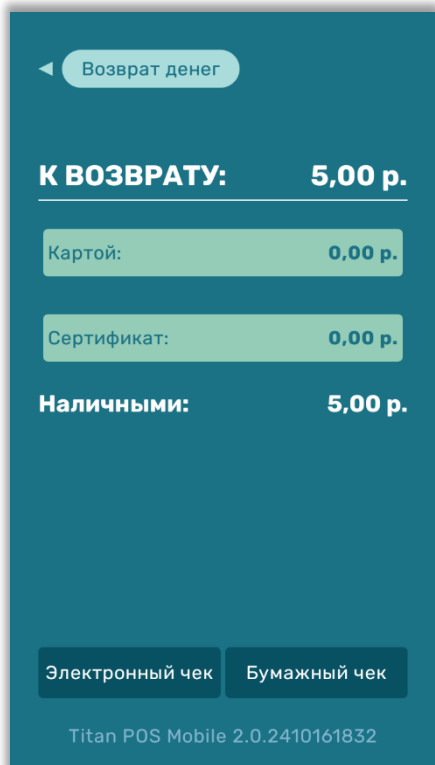 Возврат денег
К ВОЗВРАТУ: 5,00 р.
Картой: 0,00 р.
Сертификат: 0,00 р.
Наличными: 5,00 р.
Электронный чек Бумажный чек
Titan POS Mobile 2.0.2410161832